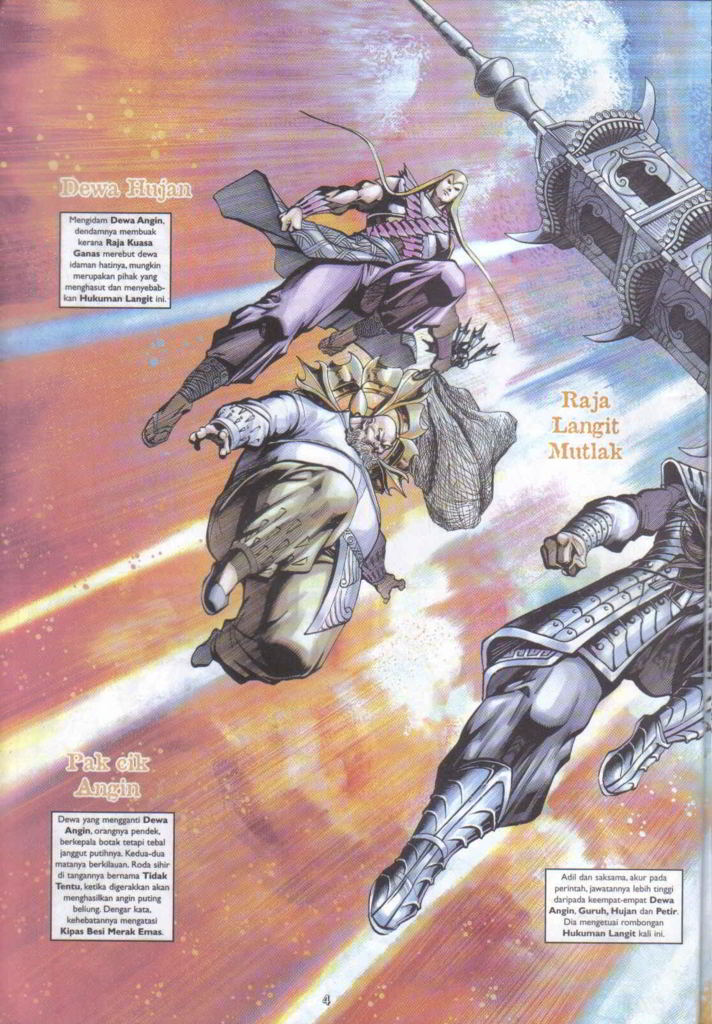 Dewa Hujan
Mengidam Dewa Angin,
dendamnya membuak
kerana Raja Kuasa
Ganas merebut dewa
idaman hatinya, mungkin
merupakan pihak yang
menghasut dan menyebab-
kan Hukuman Langit ini.
Raja
Langit
Mutlak
Pak cik
Angin
Dewa yang mengganti Dewa
Angin, orangnya pendek,
berkepala botak tetapi tebal
janggut putihnya. Kedua-dua
matanya berkilauan. Roda sihir
di tangannya bernama Tidak
Tentu, ketika digerakkan akan
menghasilkan angin puting
beliung. Dengar kata,
kehebatannya mengatasi
Kipas Besi Merak Emas.
Adil dan saksama, akur pada
perintah, jawatannya lebih tinggi
daripada keempat-empat Dewa
Angin, Guruh, Hujan dan Petir.
Dia mengetuai rombongan
Hukuman Langit kali ini.
4